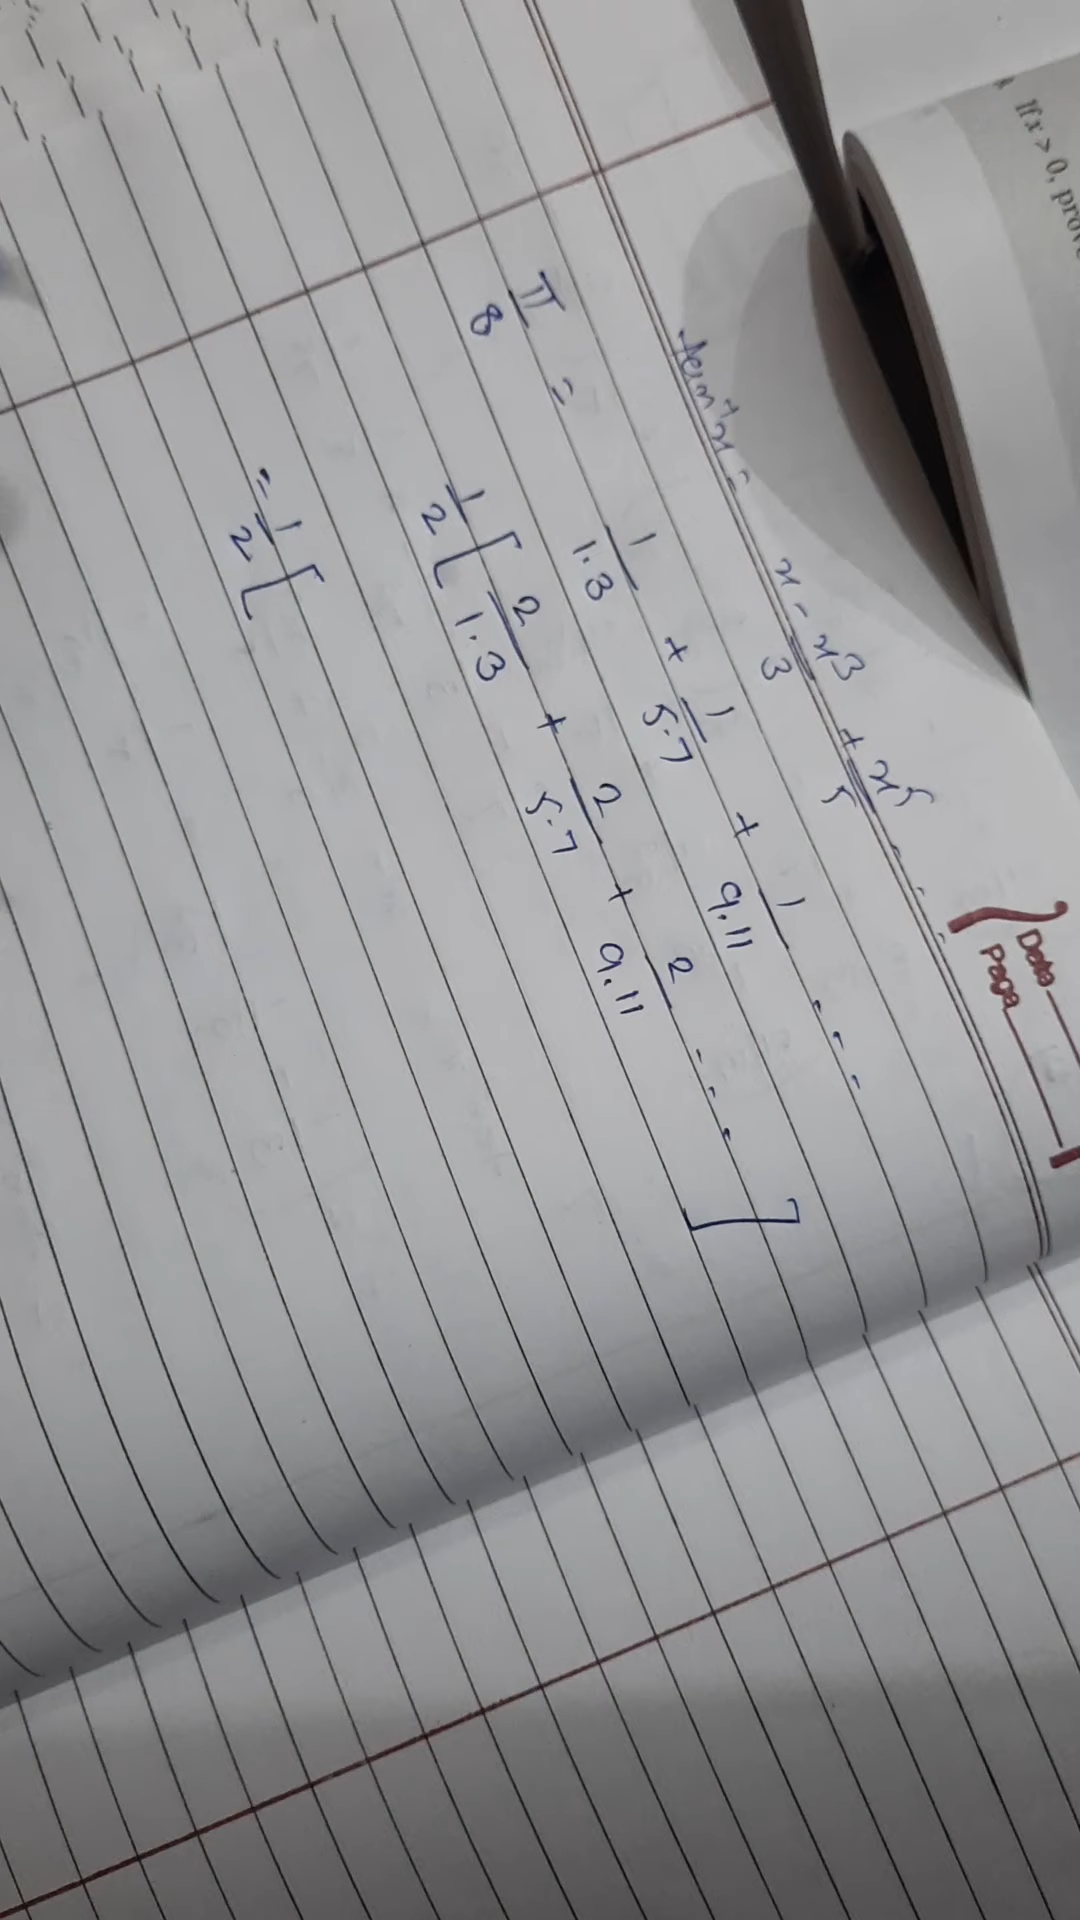 If x > 0, prov
Date
Page
tan⁻¹x = x - x³/3 + x⁵/5 - - -
π/8 = 1/1.3 + 1/5.7 + 1/9.11 - - -
1/2 [ 2/1.3 + 2/5.7 + 2/9.11 - - - ]
= 1/2 [